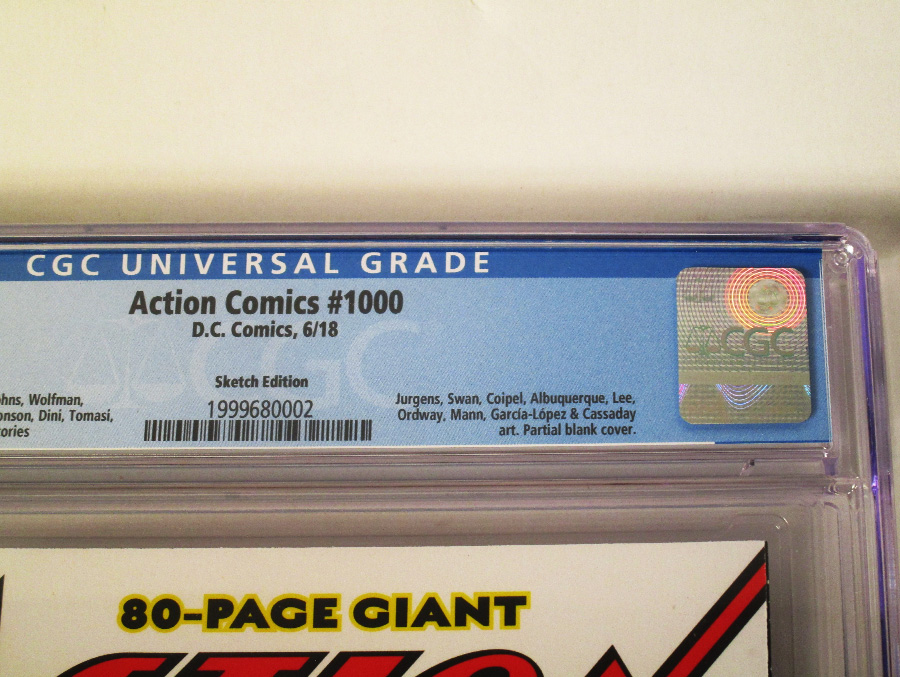 CGC UNIVERSAL GRADE
Action Comics #1000
D.C. Comics, 6/18
Sketch Edition
1999680002
Wolfman,
Dini, Tomasi,
Jurgens, Swan, Coipel, Albuquerque, Lee,
Ordway, Mann, García-López & Cassaday
art. Partial blank cover.
CGC
CGC
80-PAGE GIANT